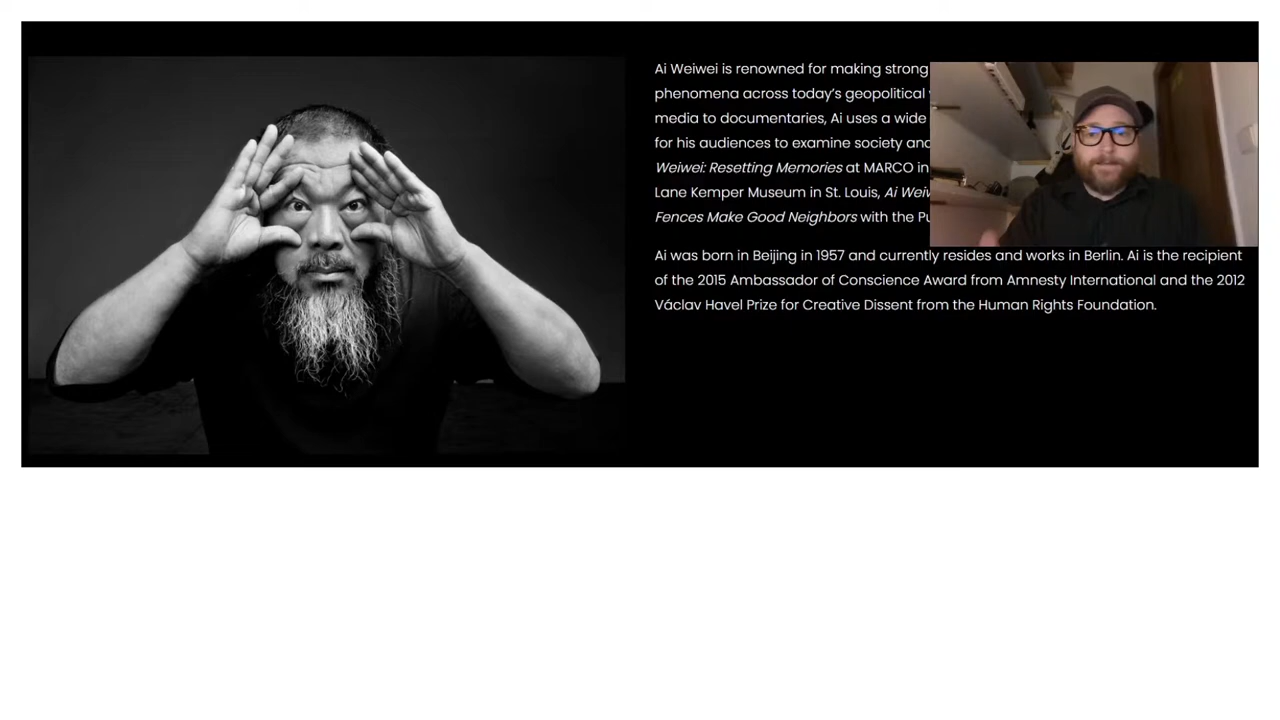 Ai Weiwei is renowned for making strong
phenomena across today's geopolitical
media to documentaries, Ai uses a wide
for his audiences to examine society and
Weiwei: Resetting Memories at MARCO in
Lane Kemper Museum in St. Louis, Ai Weiw
Fences Make Good Neighbors with the Pu
Ai was born in Beijing in 1957 and currently resides and works in Berlin. Ai is the recipient
of the 2015 Ambassador of Conscience Award from Amnesty International and the 2012
Václav Havel Prize for Creative Dissent from the Human Rights Foundation.